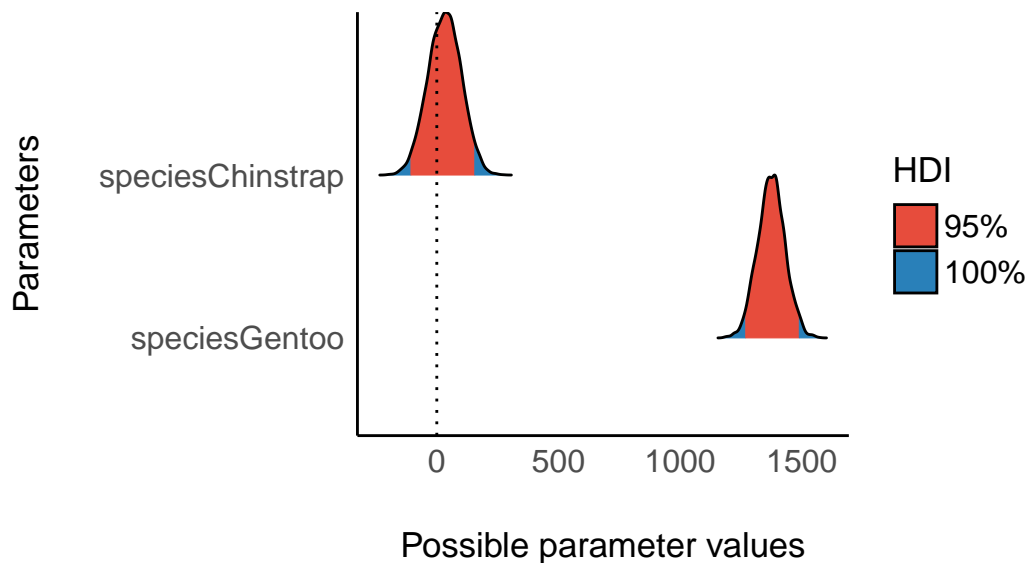 Parameters
speciesChinstrap
speciesGentoo
0 500 1000 1500
Possible parameter values
HDI
95%
100%